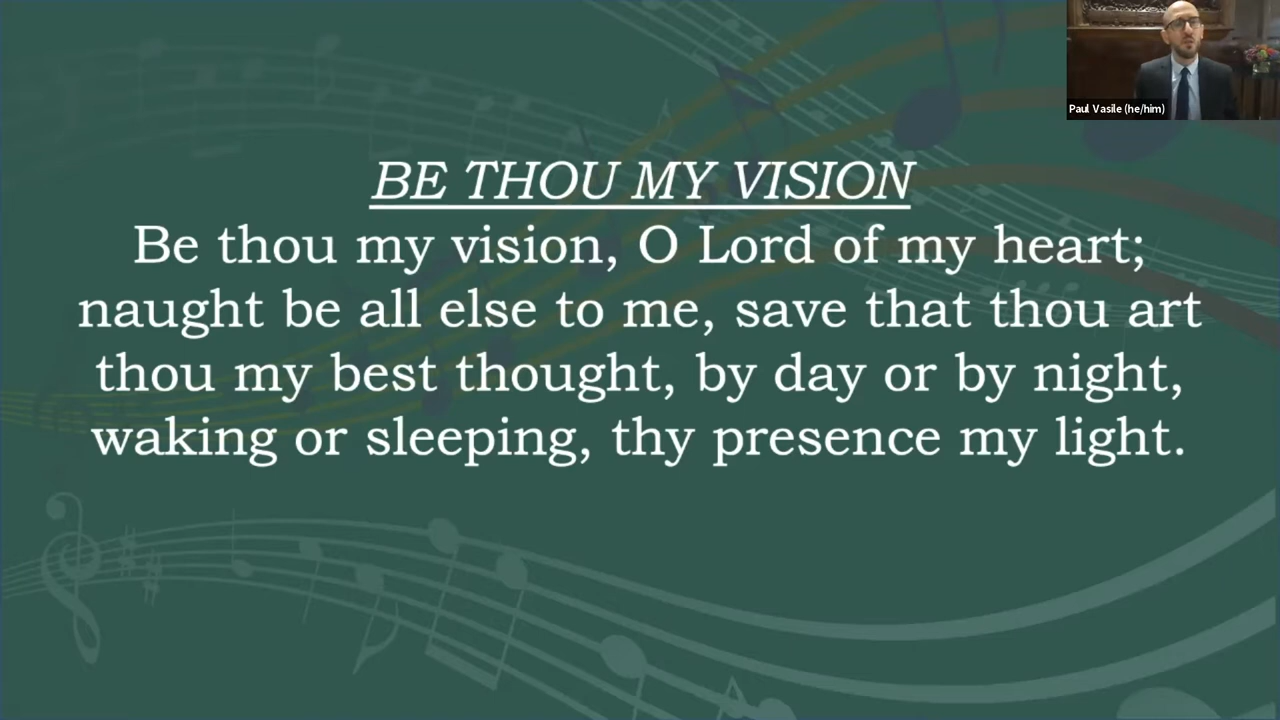 Paul Vasile (he/him)
BE THOU MY VISION
Be thou my vision, O Lord of my heart;
naught be all else to me, save that thou art
thou my best thought, by day or by night,
waking or sleeping, thy presence my light.